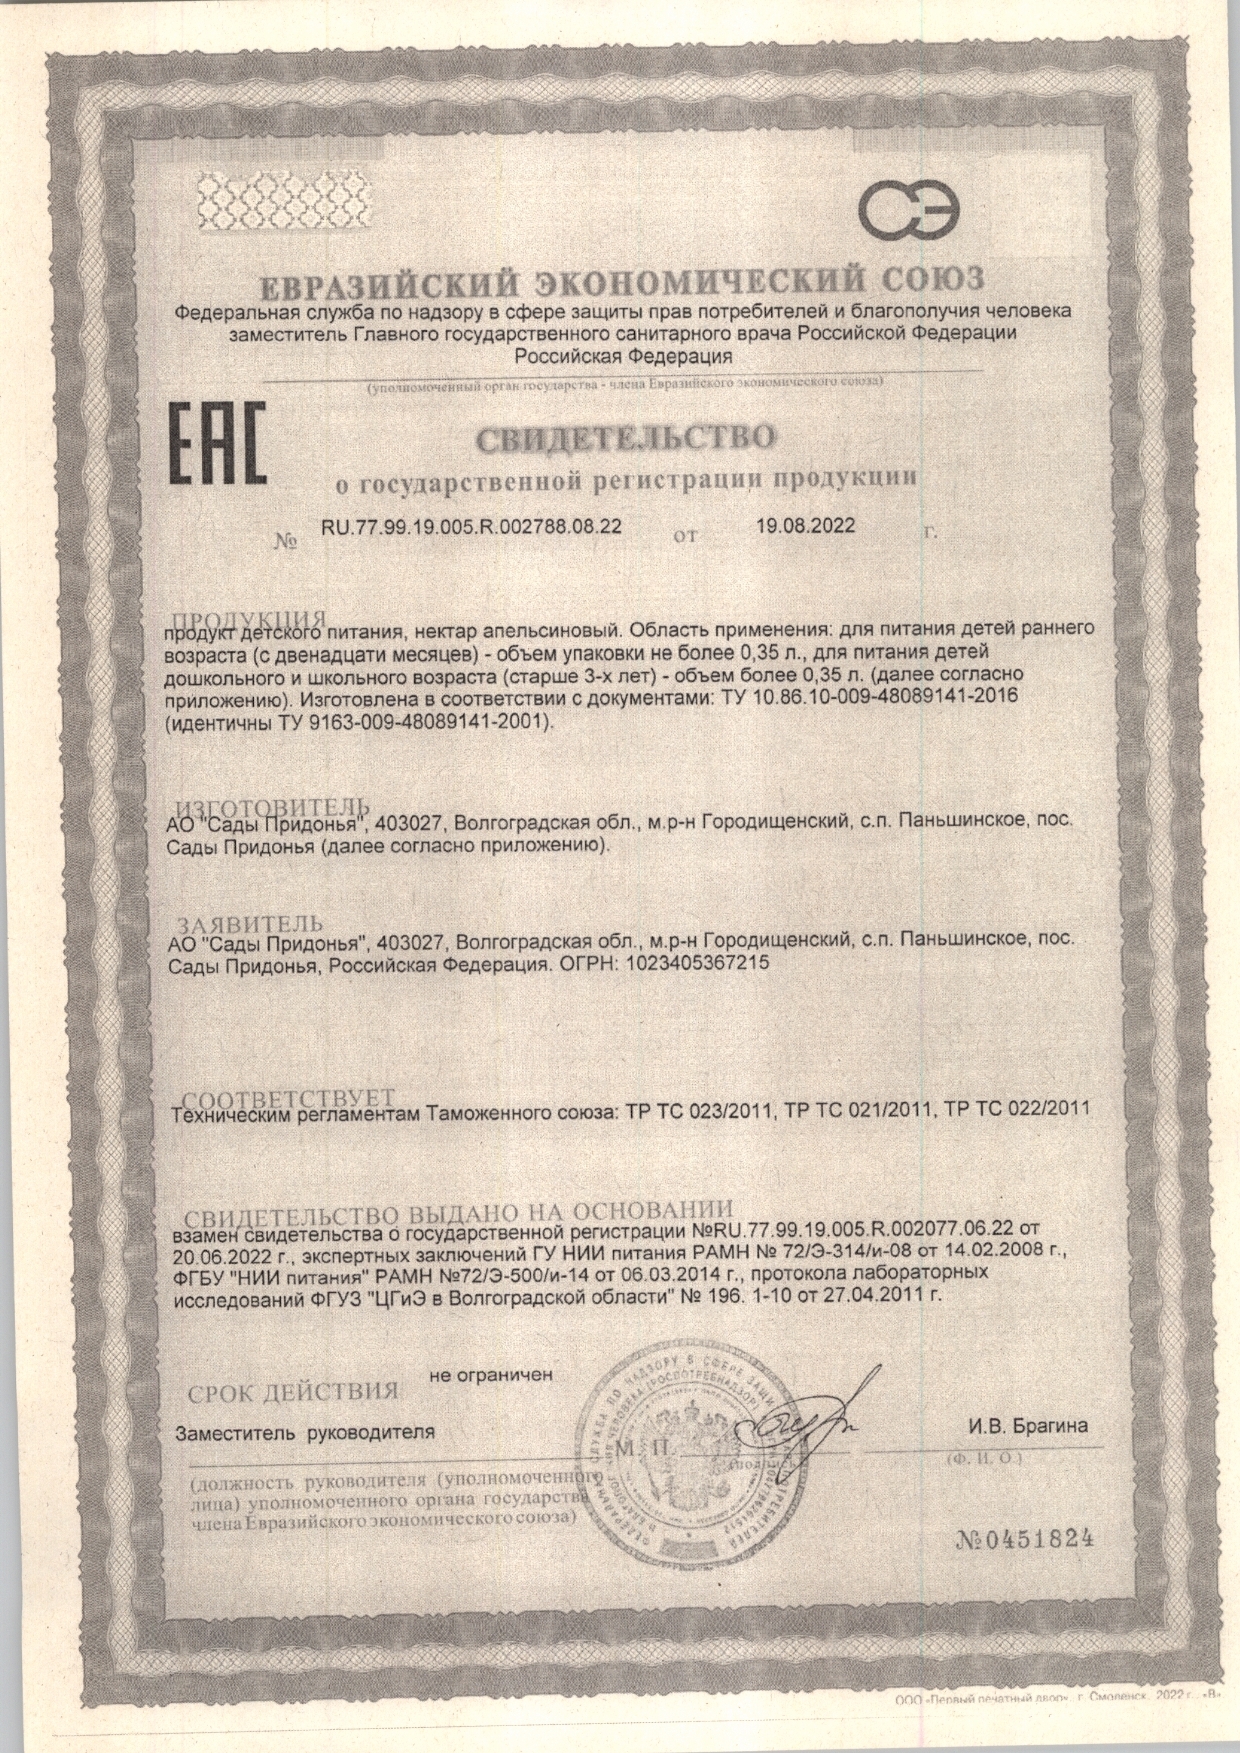 СЭ
ЕВРАЗИЙСКИЙ ЭКОНОМИЧЕСКИЙ СОЮЗ
Федеральная служба по надзору в сфере защиты прав потребителей и благополучия человека
заместитель Главного государственного санитарного врача Российской Федерации
Российская Федерация
(уполномоченный орган государства - члена Евразийского экономического союза)
ЕАС
СВИДЕТЕЛЬСТВО
о государственной регистрации продукции
№ RU.77.99.19.005.R.002788.08.22 от 19.08.2022 г.
ПРОДУКЦИЯ
продукт детского питания, нектар апельсиновый. Область применения: для питания детей раннего
возраста (с двенадцати месяцев) - объем упаковки не более 0,35 л., для питания детей
дошкольного и школьного возраста (старше 3-х лет) - объем более 0,35 л. (далее согласно
приложению). Изготовлена в соответствии с документами: ТУ 10.86.10-009-48089141-2016
(идентичны ТУ 9163-009-48089141-2001).
ИЗГОТОВИТЕЛЬ
АО "Сады Придонья", 403027, Волгоградская обл., м.р-н Городищенский, с.п. Паньшинское, пос.
Сады Придонья (далее согласно приложению).
ЗАЯВИТЕЛЬ
АО "Сады Придонья", 403027, Волгоградская обл., м.р-н Городищенский, с.п. Паньшинское, пос.
Сады Придонья, Российская Федерация. ОГРН: 1023405367215
СООТВЕТСТВУЕТ
Техническим регламентам Таможенного союза: ТР ТС 023/2011, ТР ТС 021/2011, ТР ТС 022/2011
СВИДЕТЕЛЬСТВО ВЫДАНО НА ОСНОВАНИИ
взамен свидетельства о государственной регистрации №RU.77.99.19.005.R.002077.06.22 от
20.06.2022 г., экспертных заключений ГУ НИИ питания РАМН № 72/Э-314/и-08 от 14.02.2008 г.,
ФГБУ "НИИ питания" РАМН №72/Э-500/и-14 от 06.03.2014 г., протокола лабораторных
исследований ФГУЗ "ЦГиЭ в Волгоградской области" № 196. 1-10 от 27.04.2011 г.
СРОК ДЕЙСТВИЯ не ограничен
Заместитель руководителя М. П. И.В. Брагина
(подпись) (Ф. И. О.)
(должность руководителя (уполномоченного
лица) уполномоченного органа государства
члена Евразийского экономического союза)
№0451824
ООО «Первый печатный двор», г. Смоленск, 2022 г., «В»